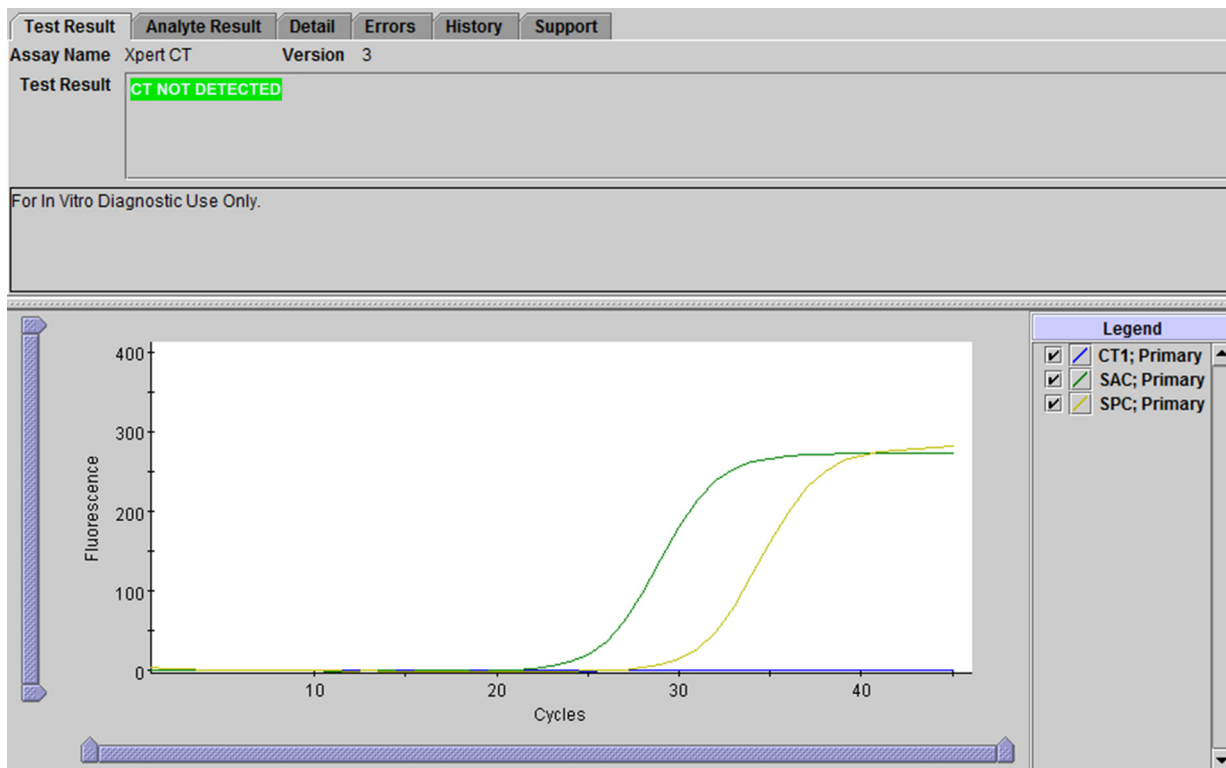 Test Result Analyte Result Detail Errors History Support
Assay Name Xpert CT Version 3
Test Result CT NOT DETECTED
For In Vitro Diagnostic Use Only.
Legend
CT1; Primary
SAC; Primary
SPC; Primary
400
300
200
100
0
Fluorescence
10 20 30 40
Cycles